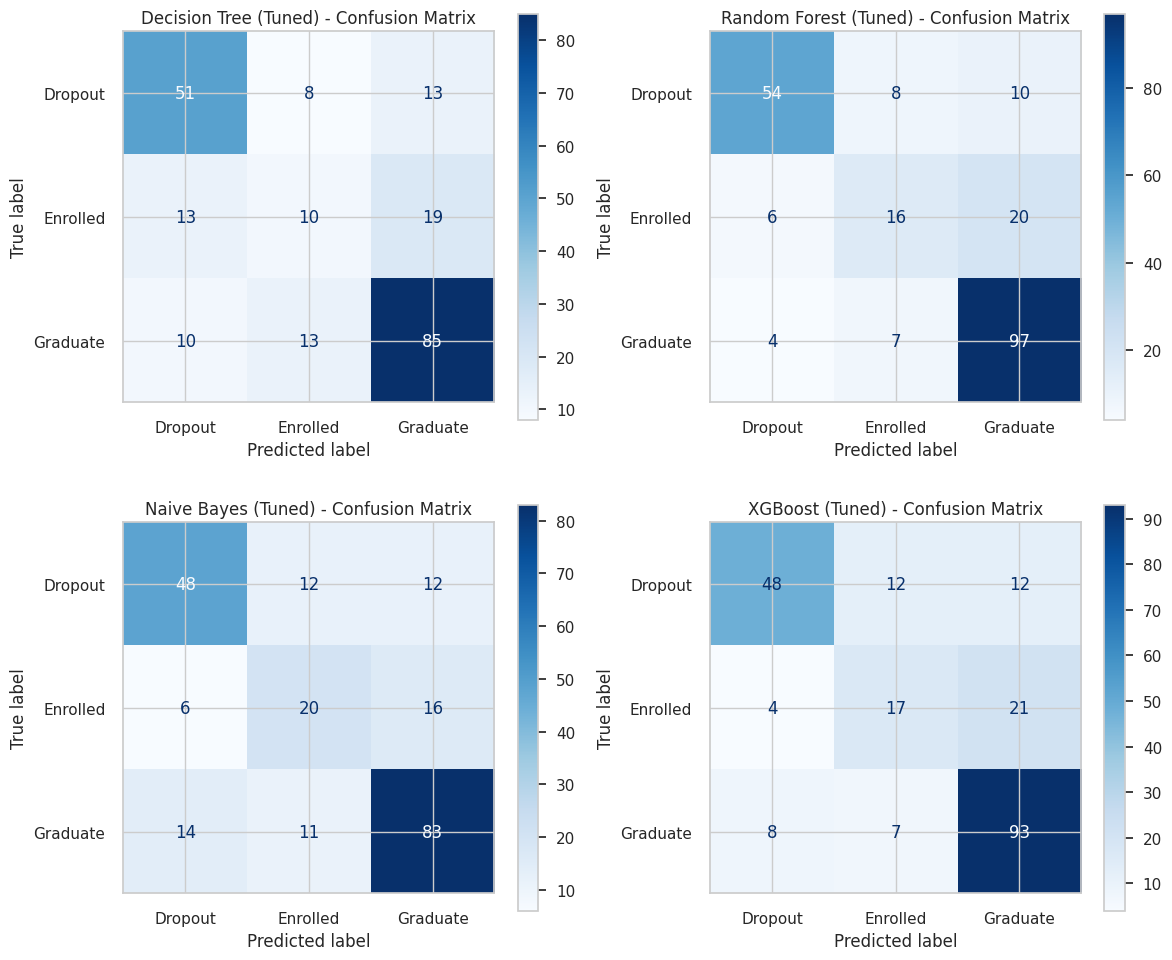 Decision Tree (Tuned) - Confusion Matrix
80
70
60
50
40
30
20
10
True label
Dropout
51 8 13
Enrolled
13 10 19
Graduate
10 13 85
Dropout Enrolled Graduate
Predicted label
Random Forest (Tuned) - Confusion Matrix
80
60
40
20
True label
Dropout
54 8 10
Enrolled
6 16 20
Graduate
4 7 97
Dropout Enrolled Graduate
Predicted label
Naive Bayes (Tuned) - Confusion Matrix
80
70
60
50
40
30
20
10
True label
Dropout
48 12 12
Enrolled
6 20 16
Graduate
14 11 83
Dropout Enrolled Graduate
Predicted label
XGBoost (Tuned) - Confusion Matrix
90
80
70
60
50
40
30
20
10
True label
Dropout
48 12 12
Enrolled
4 17 21
Graduate
8 7 93
Dropout Enrolled Graduate
Predicted label